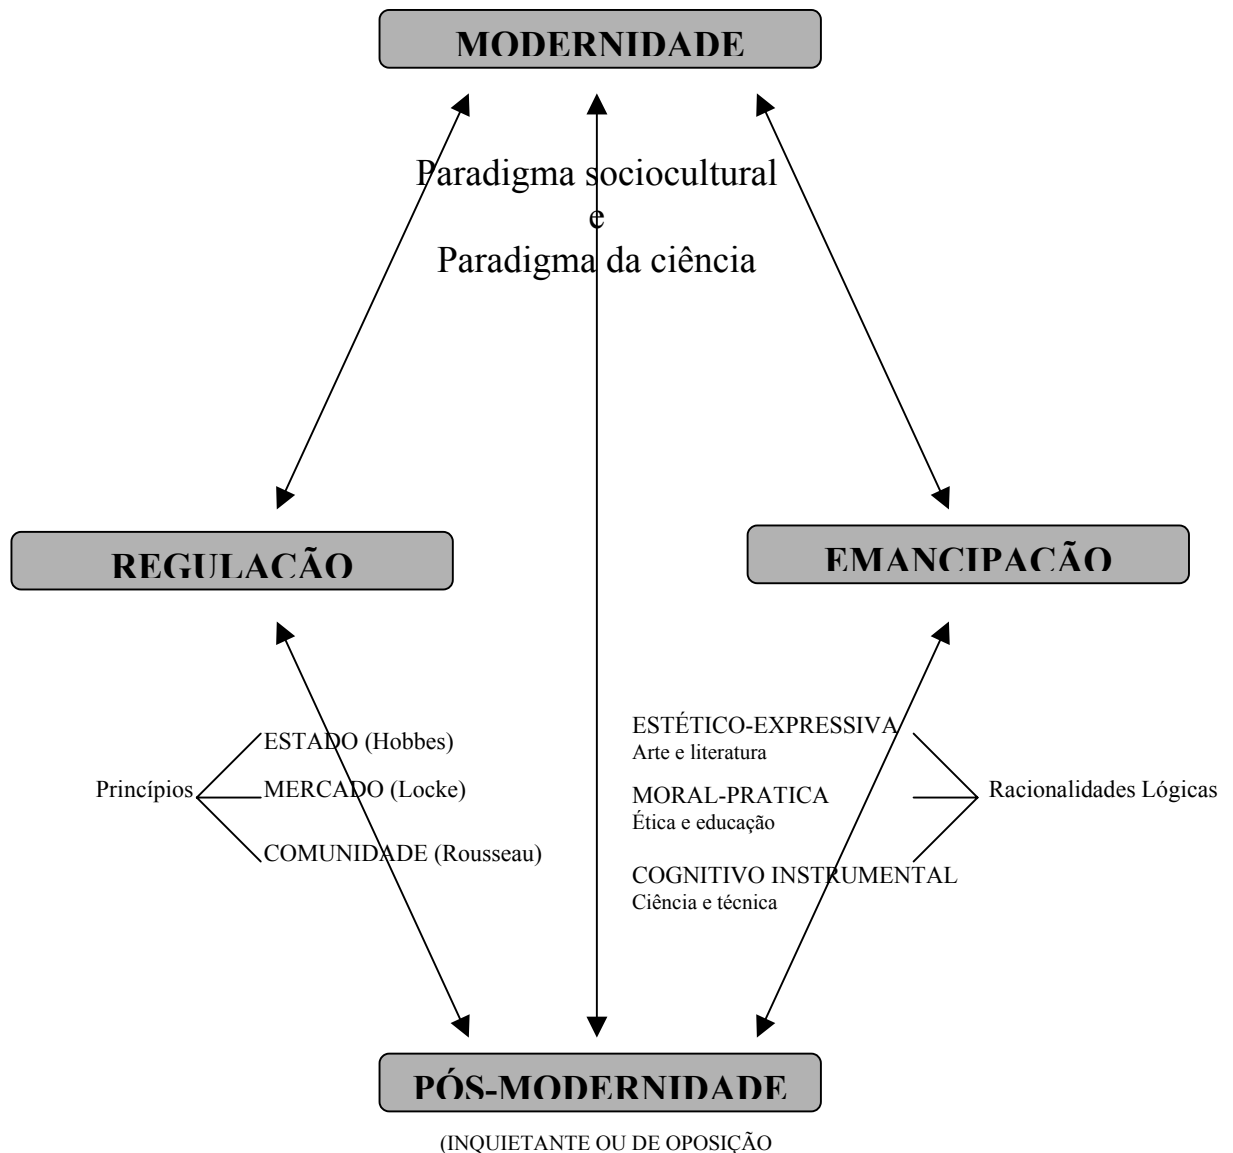 MODERNIDADE
Paradigma sociocultural
e
Paradigma da ciência
REGULAÇÃO
EMANCIPAÇÃO
Princípios
ESTADO (Hobbes)
MERCADO (Locke)
COMUNIDADE (Rousseau)
ESTÉTICO-EXPRESSIVA
Arte e literatura
MORAL-PRATICA
Ética e educação
COGNITIVO INSTRUMENTAL
Ciência e técnica
Racionalidades Lógicas
PÓS-MODERNIDADE
(INQUIETANTE OU DE OPOSIÇÃO